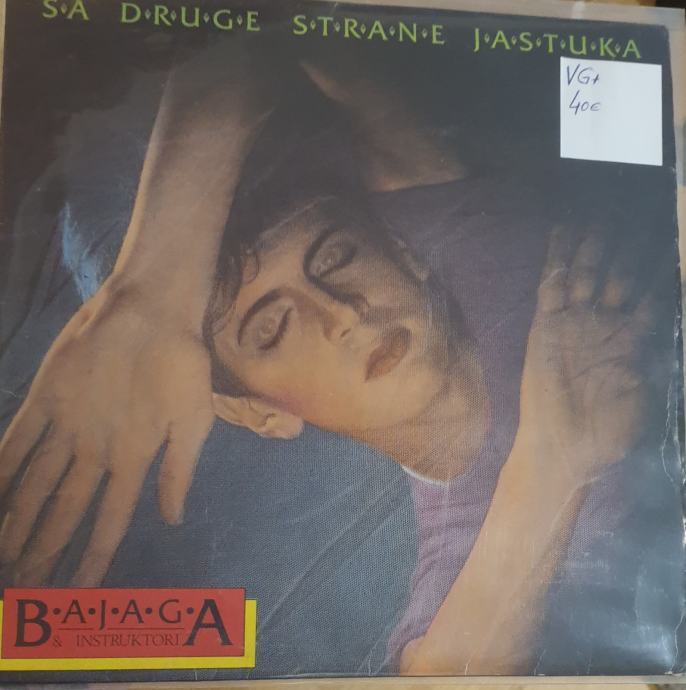 S·A D·R·U·G·E S·T·R·A·N·E J·A·S·T·U·K·A
VG+
40€
B·A·J·A·G·A
& INSTRUKTORI